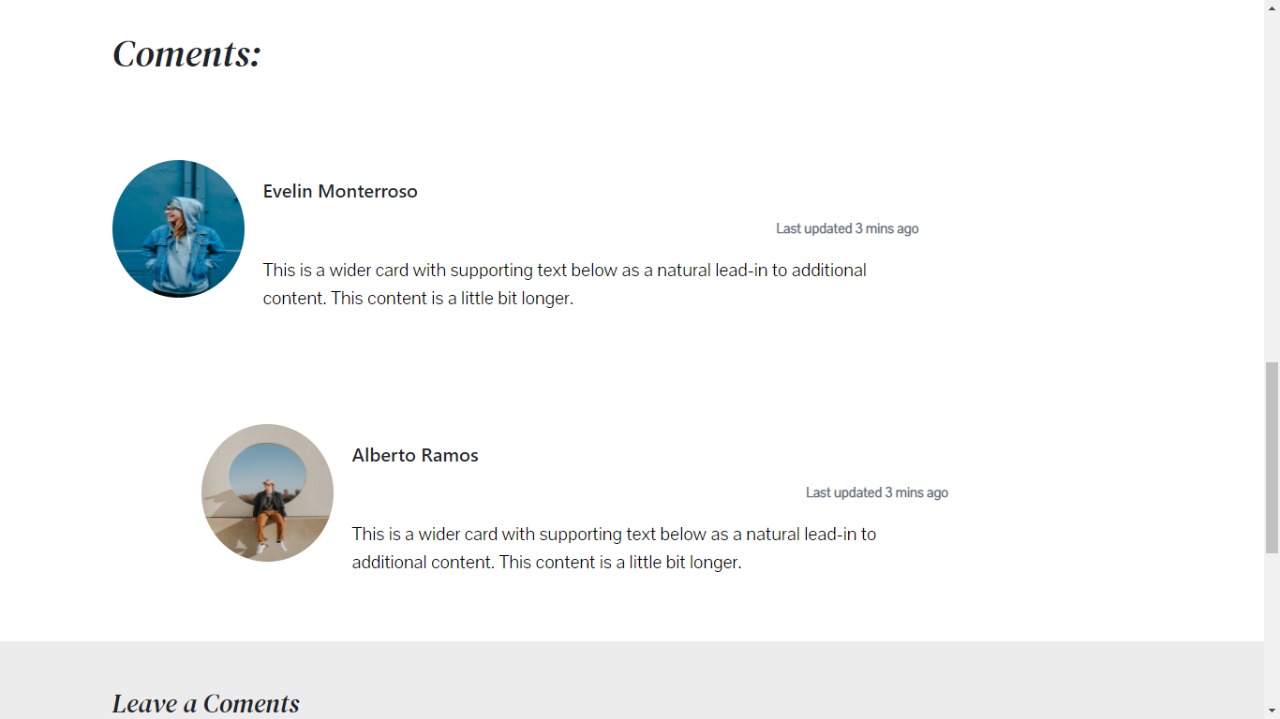 Coments:
Evelin Monterroso
Last updated 3 mins ago
This is a wider card with supporting text below as a natural lead-in to additional
content. This content is a little bit longer.
Alberto Ramos
Last updated 3 mins ago
This is a wider card with supporting text below as a natural lead-in to
additional content. This content is a little bit longer.
Leave a Coments